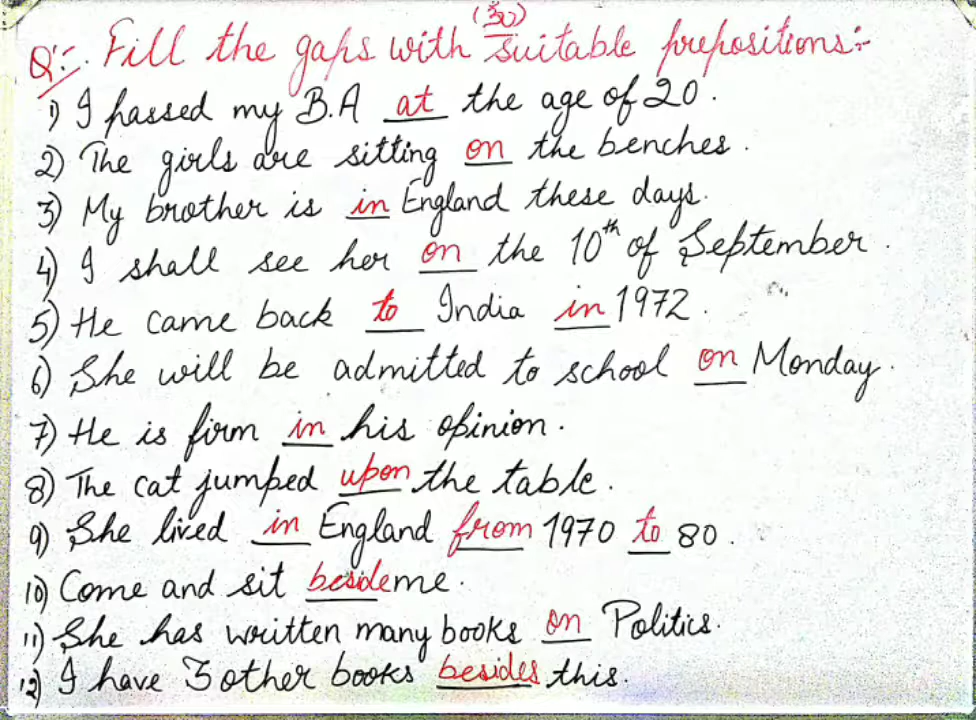 (30)
Q:- Fill the gaps with suitable prepositions:-
1) I passed my B.A at the age of 20.
2) The girls are sitting on the benches.
3) My brother is in England these days.
4) I shall see her on the 10th of September.
5) He came back to India in 1972.
6) She will be admitted to school on Monday.
7) He is firm in his opinion.
8) The cat jumped upon the table.
9) She lived in England from 1970 to 80.
10) Come and sit beside me.
11) She has written many books on Politics.
12) I have 3 other books besides this.